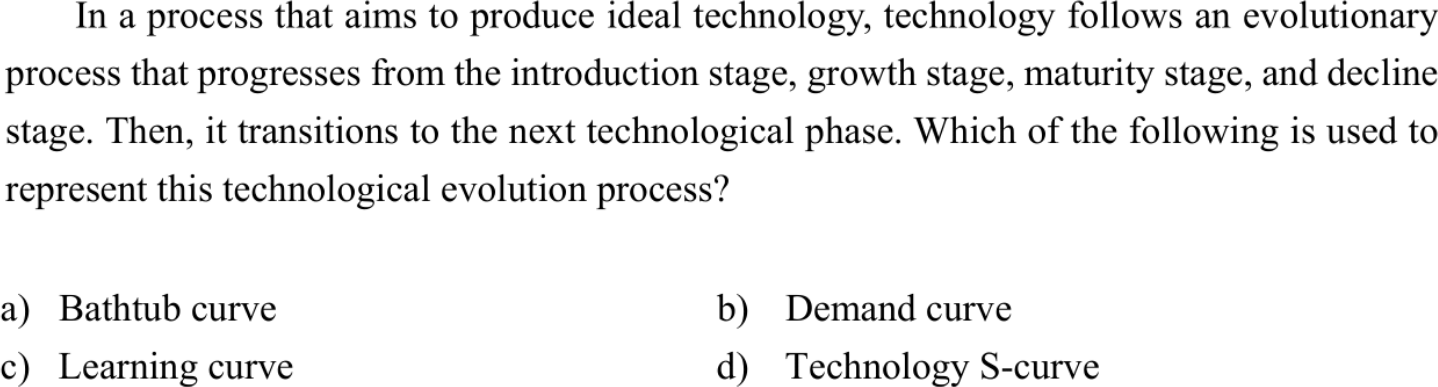 In a process that aims to produce ideal technology, technology follows an evolutionary
process that progresses from the introduction stage, growth stage, maturity stage, and decline
stage. Then, it transitions to the next technological phase. Which of the following is used to
represent this technological evolution process?
a) Bathtub curve b) Demand curve
c) Learning curve d) Technology S-curve